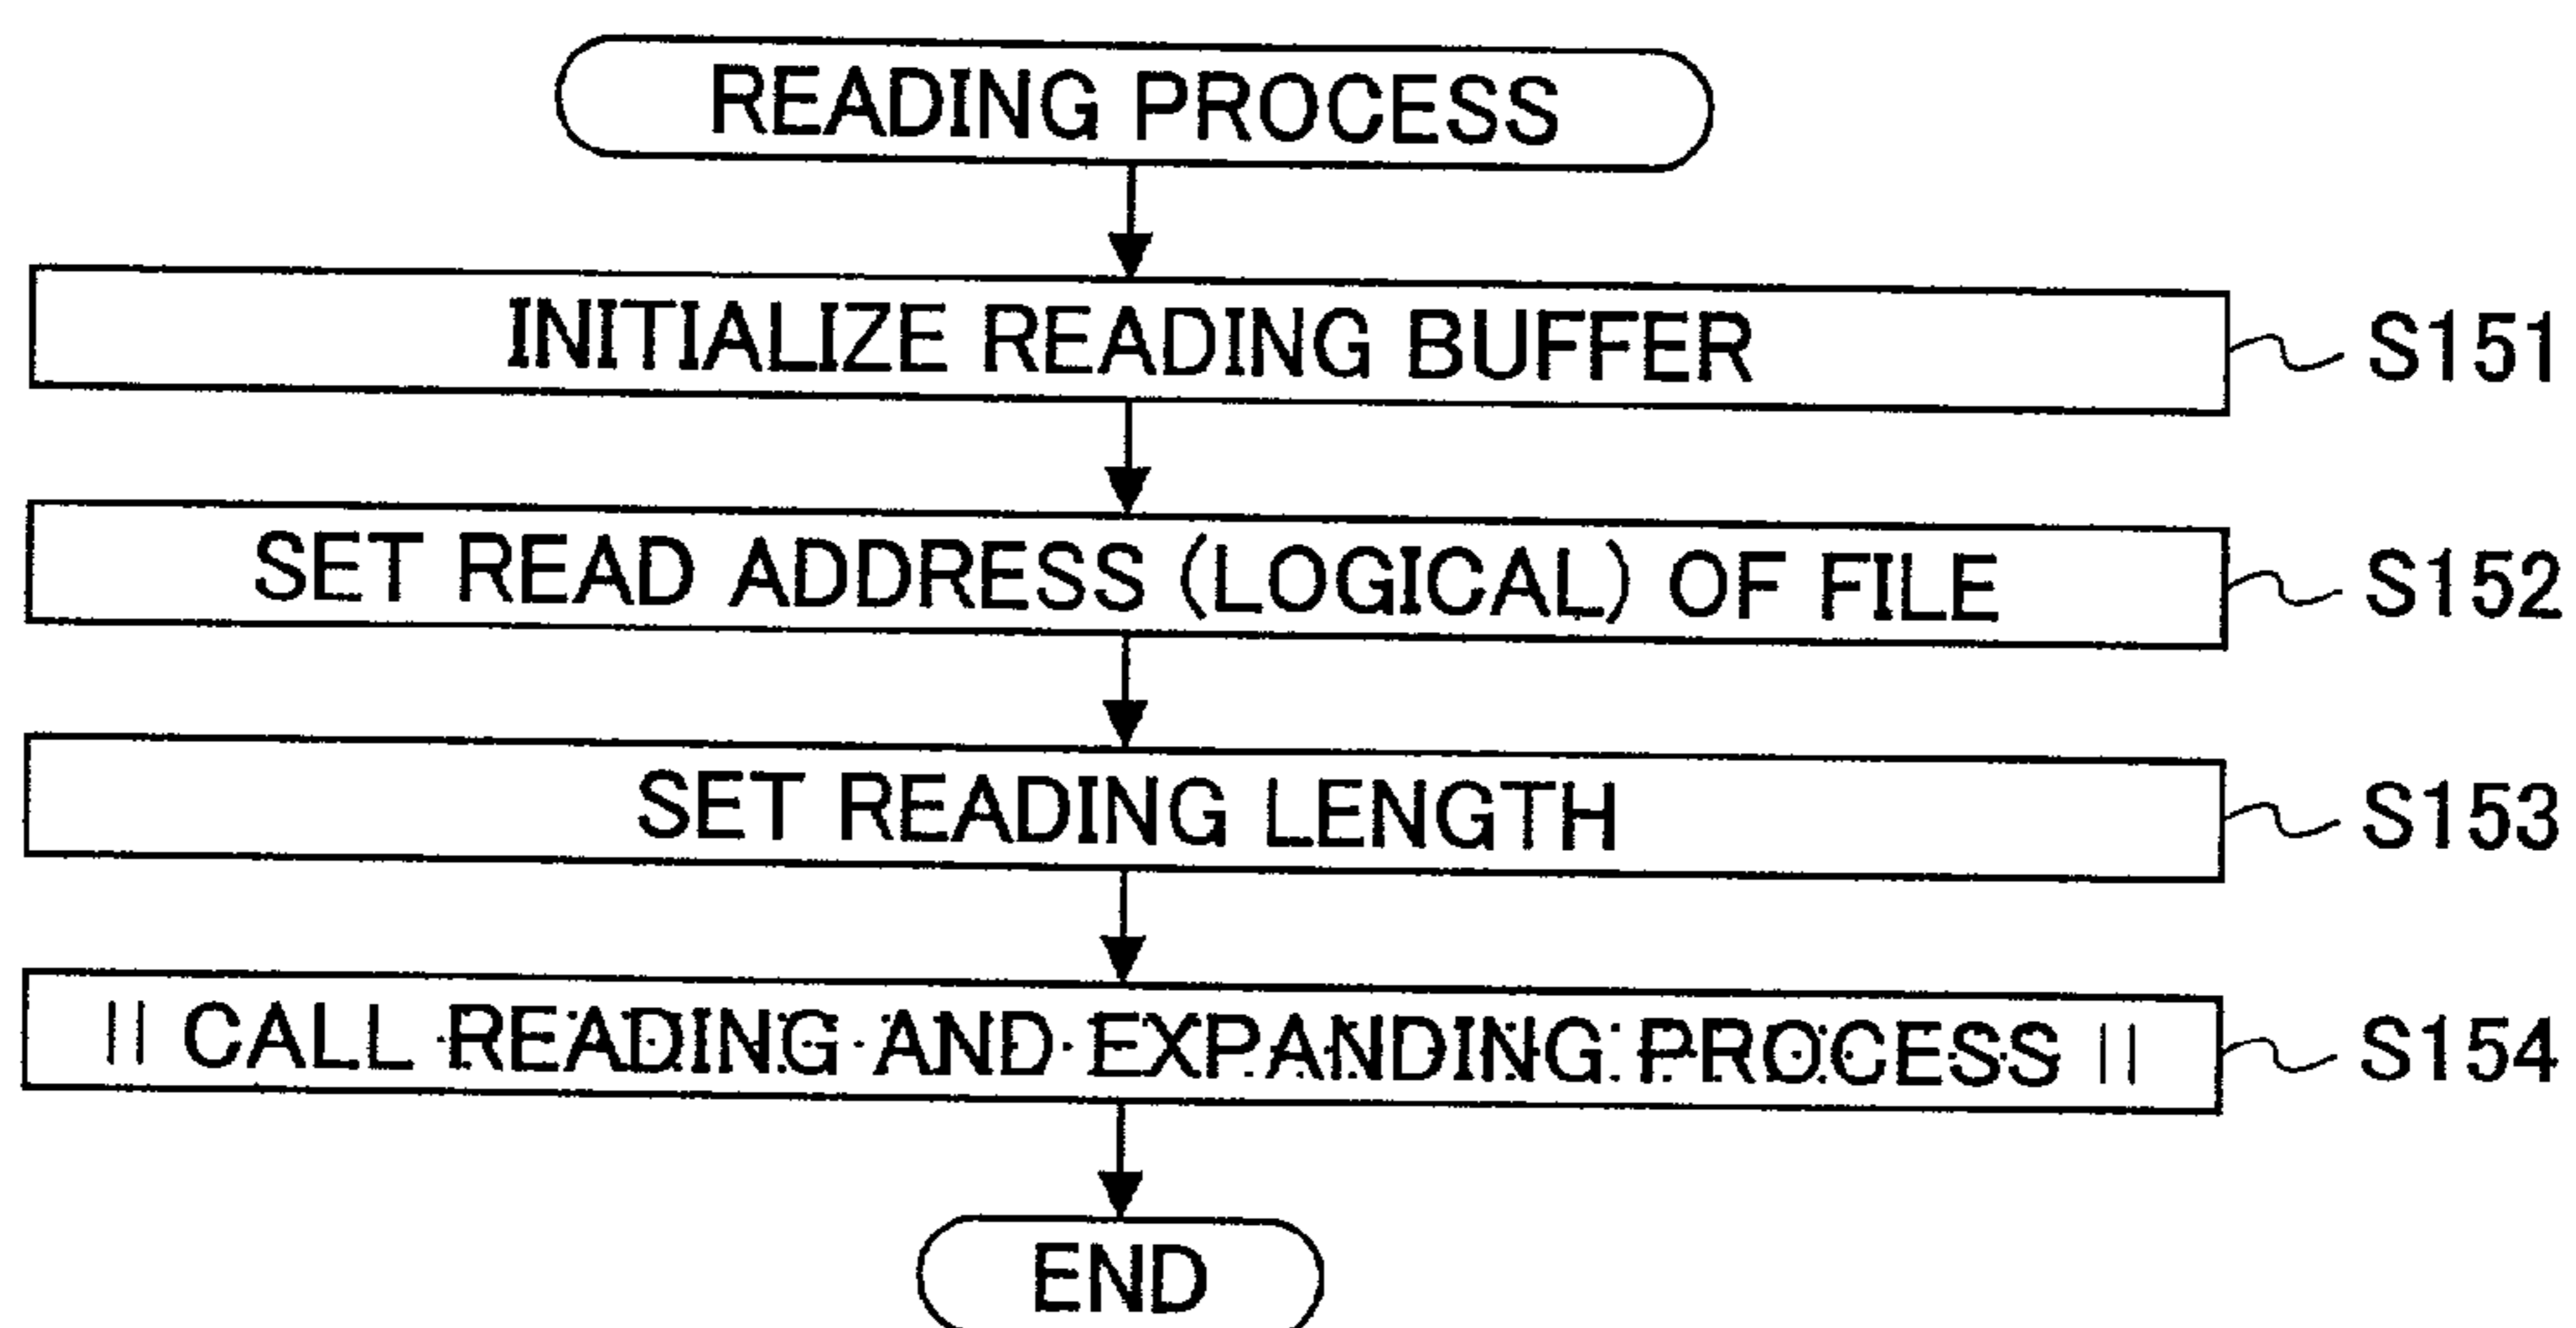 READING PROCESS
INITIALIZE READING BUFFER
S151
SET READ ADDRESS (LOGICAL) OF FILE
S152
SET READING LENGTH
S153
|| CALL READING AND EXPANDING PROCESS ||
S154
END